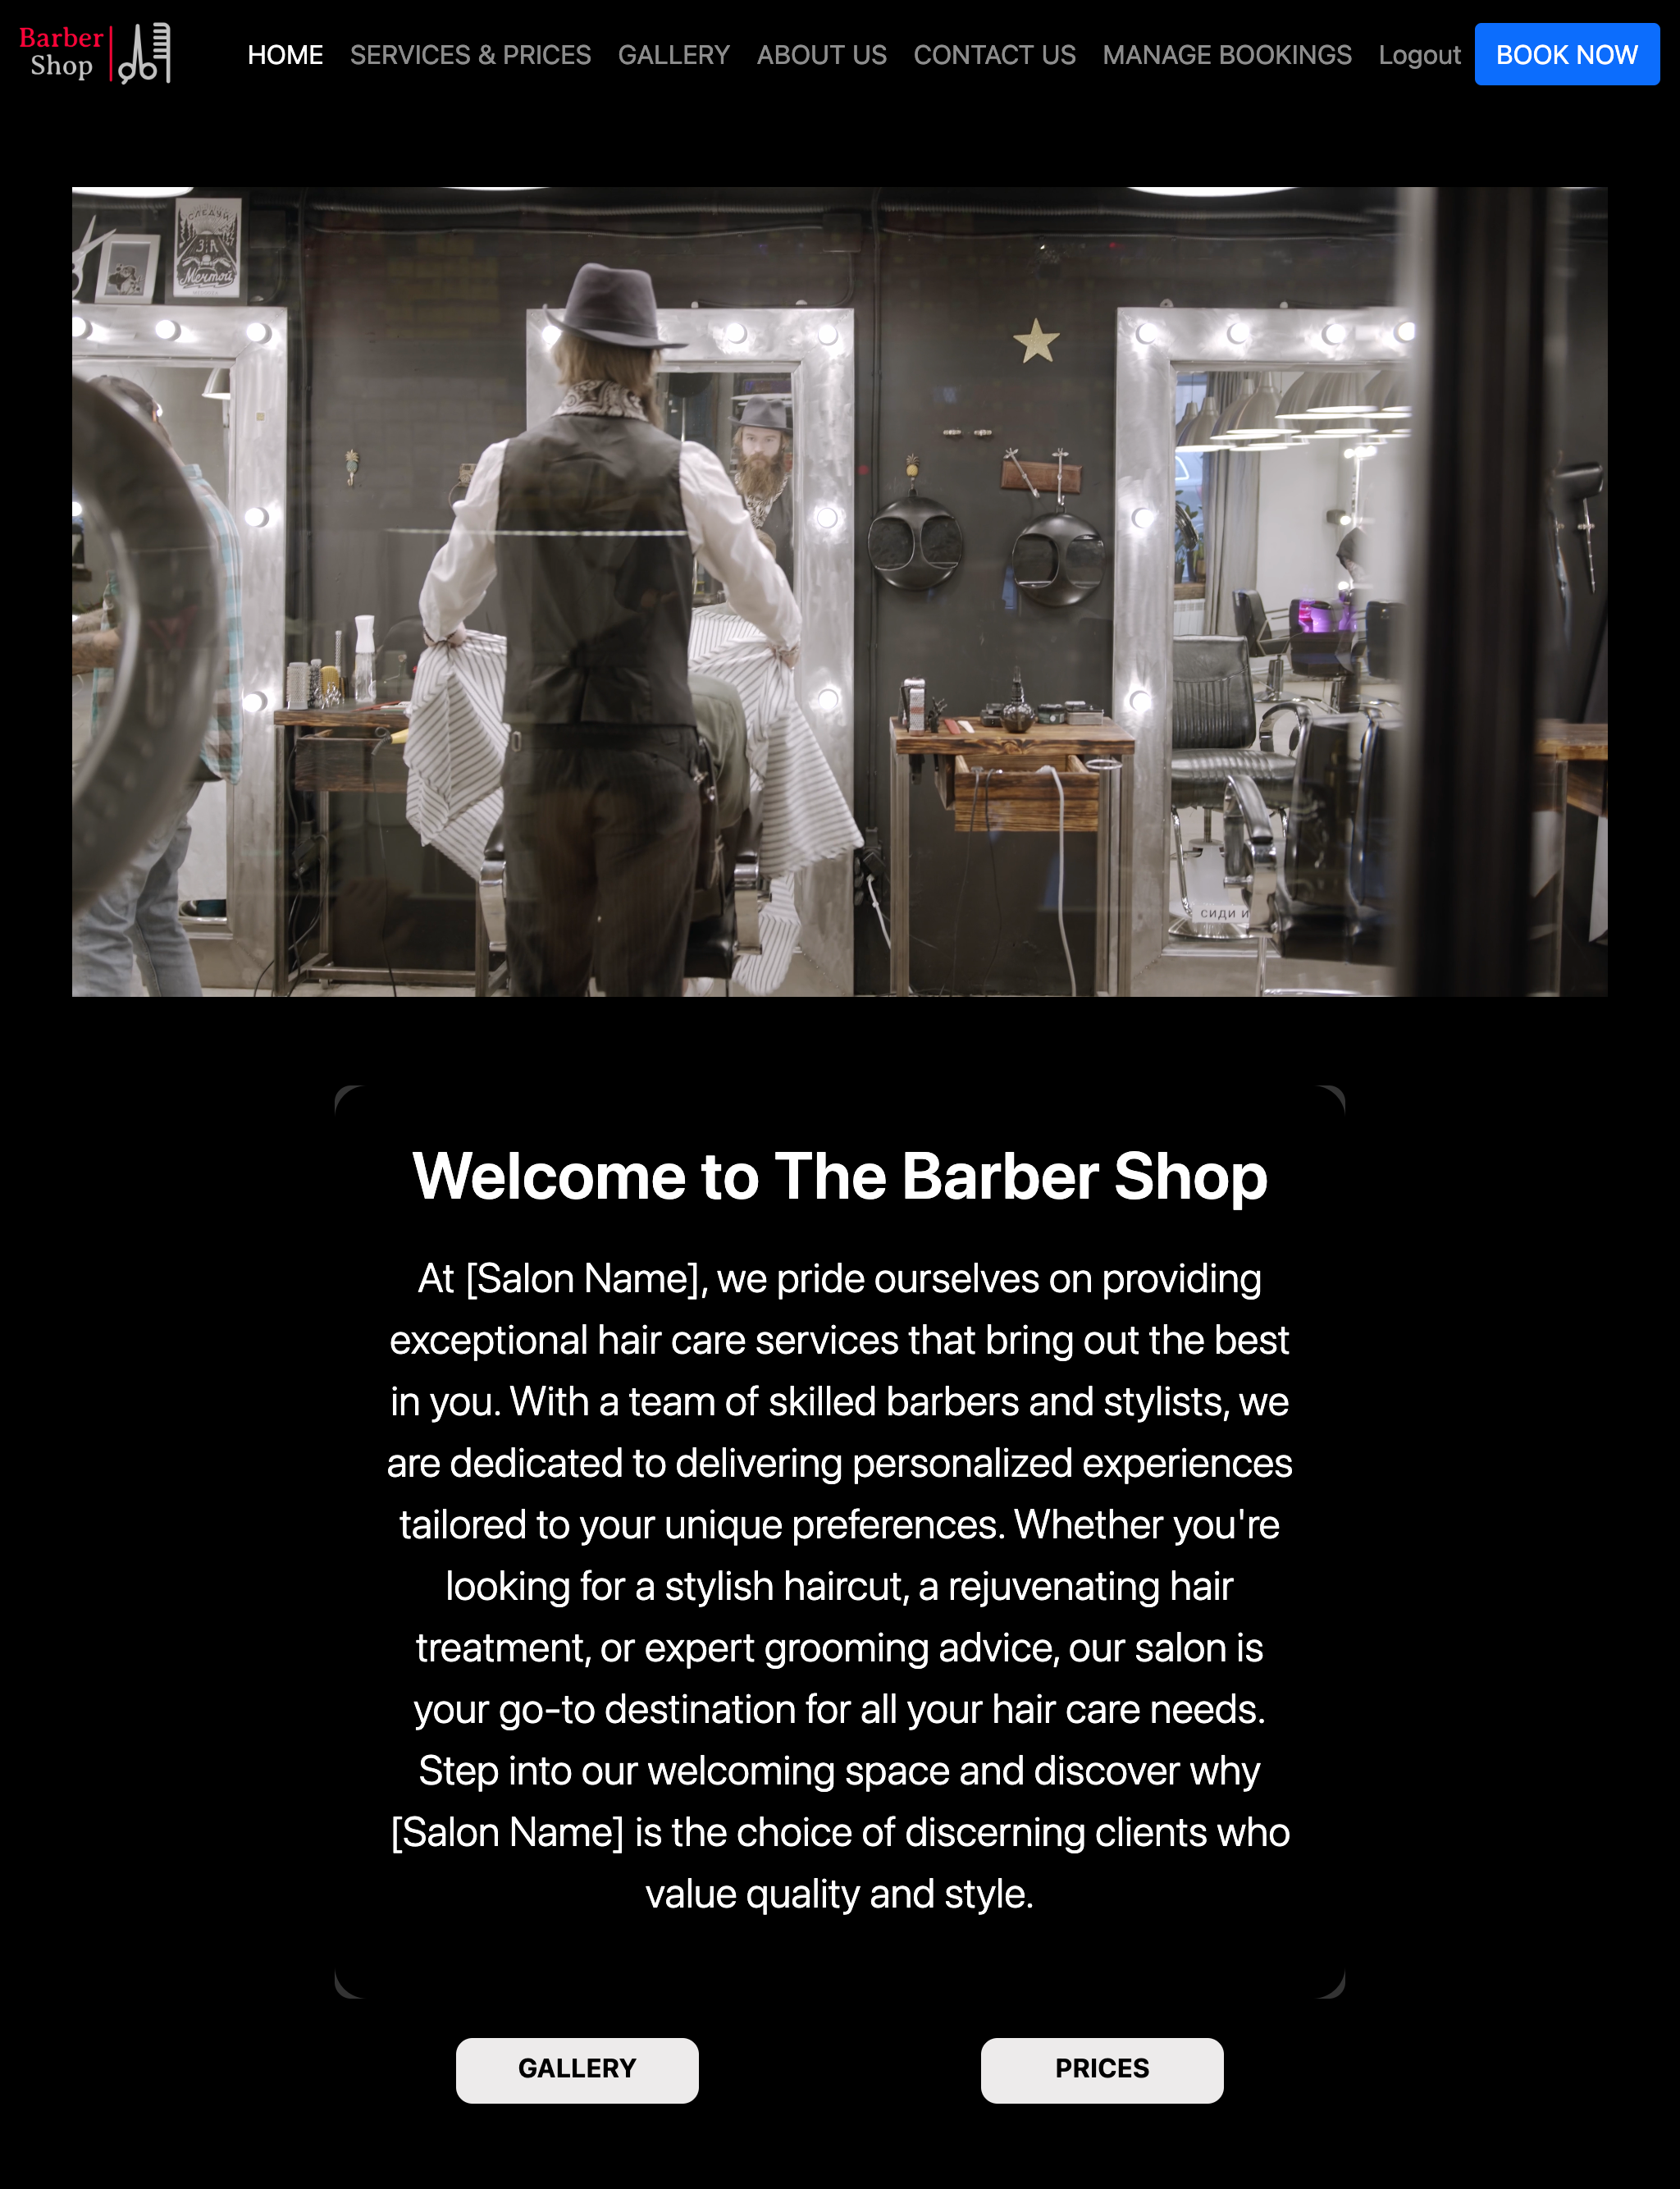 Barber
Shop
HOME SERVICES & PRICES GALLERY ABOUT US CONTACT US MANAGE BOOKINGS Logout BOOK NOW
СЛЕДУЙ
ЗА
Мечтой
СИДИ И
Welcome to The Barber Shop
At [Salon Name], we pride ourselves on providing
exceptional hair care services that bring out the best
in you. With a team of skilled barbers and stylists, we
are dedicated to delivering personalized experiences
tailored to your unique preferences. Whether you're
looking for a stylish haircut, a rejuvenating hair
treatment, or expert grooming advice, our salon is
your go-to destination for all your hair care needs.
Step into our welcoming space and discover why
[Salon Name] is the choice of discerning clients who
value quality and style.
GALLERY PRICES